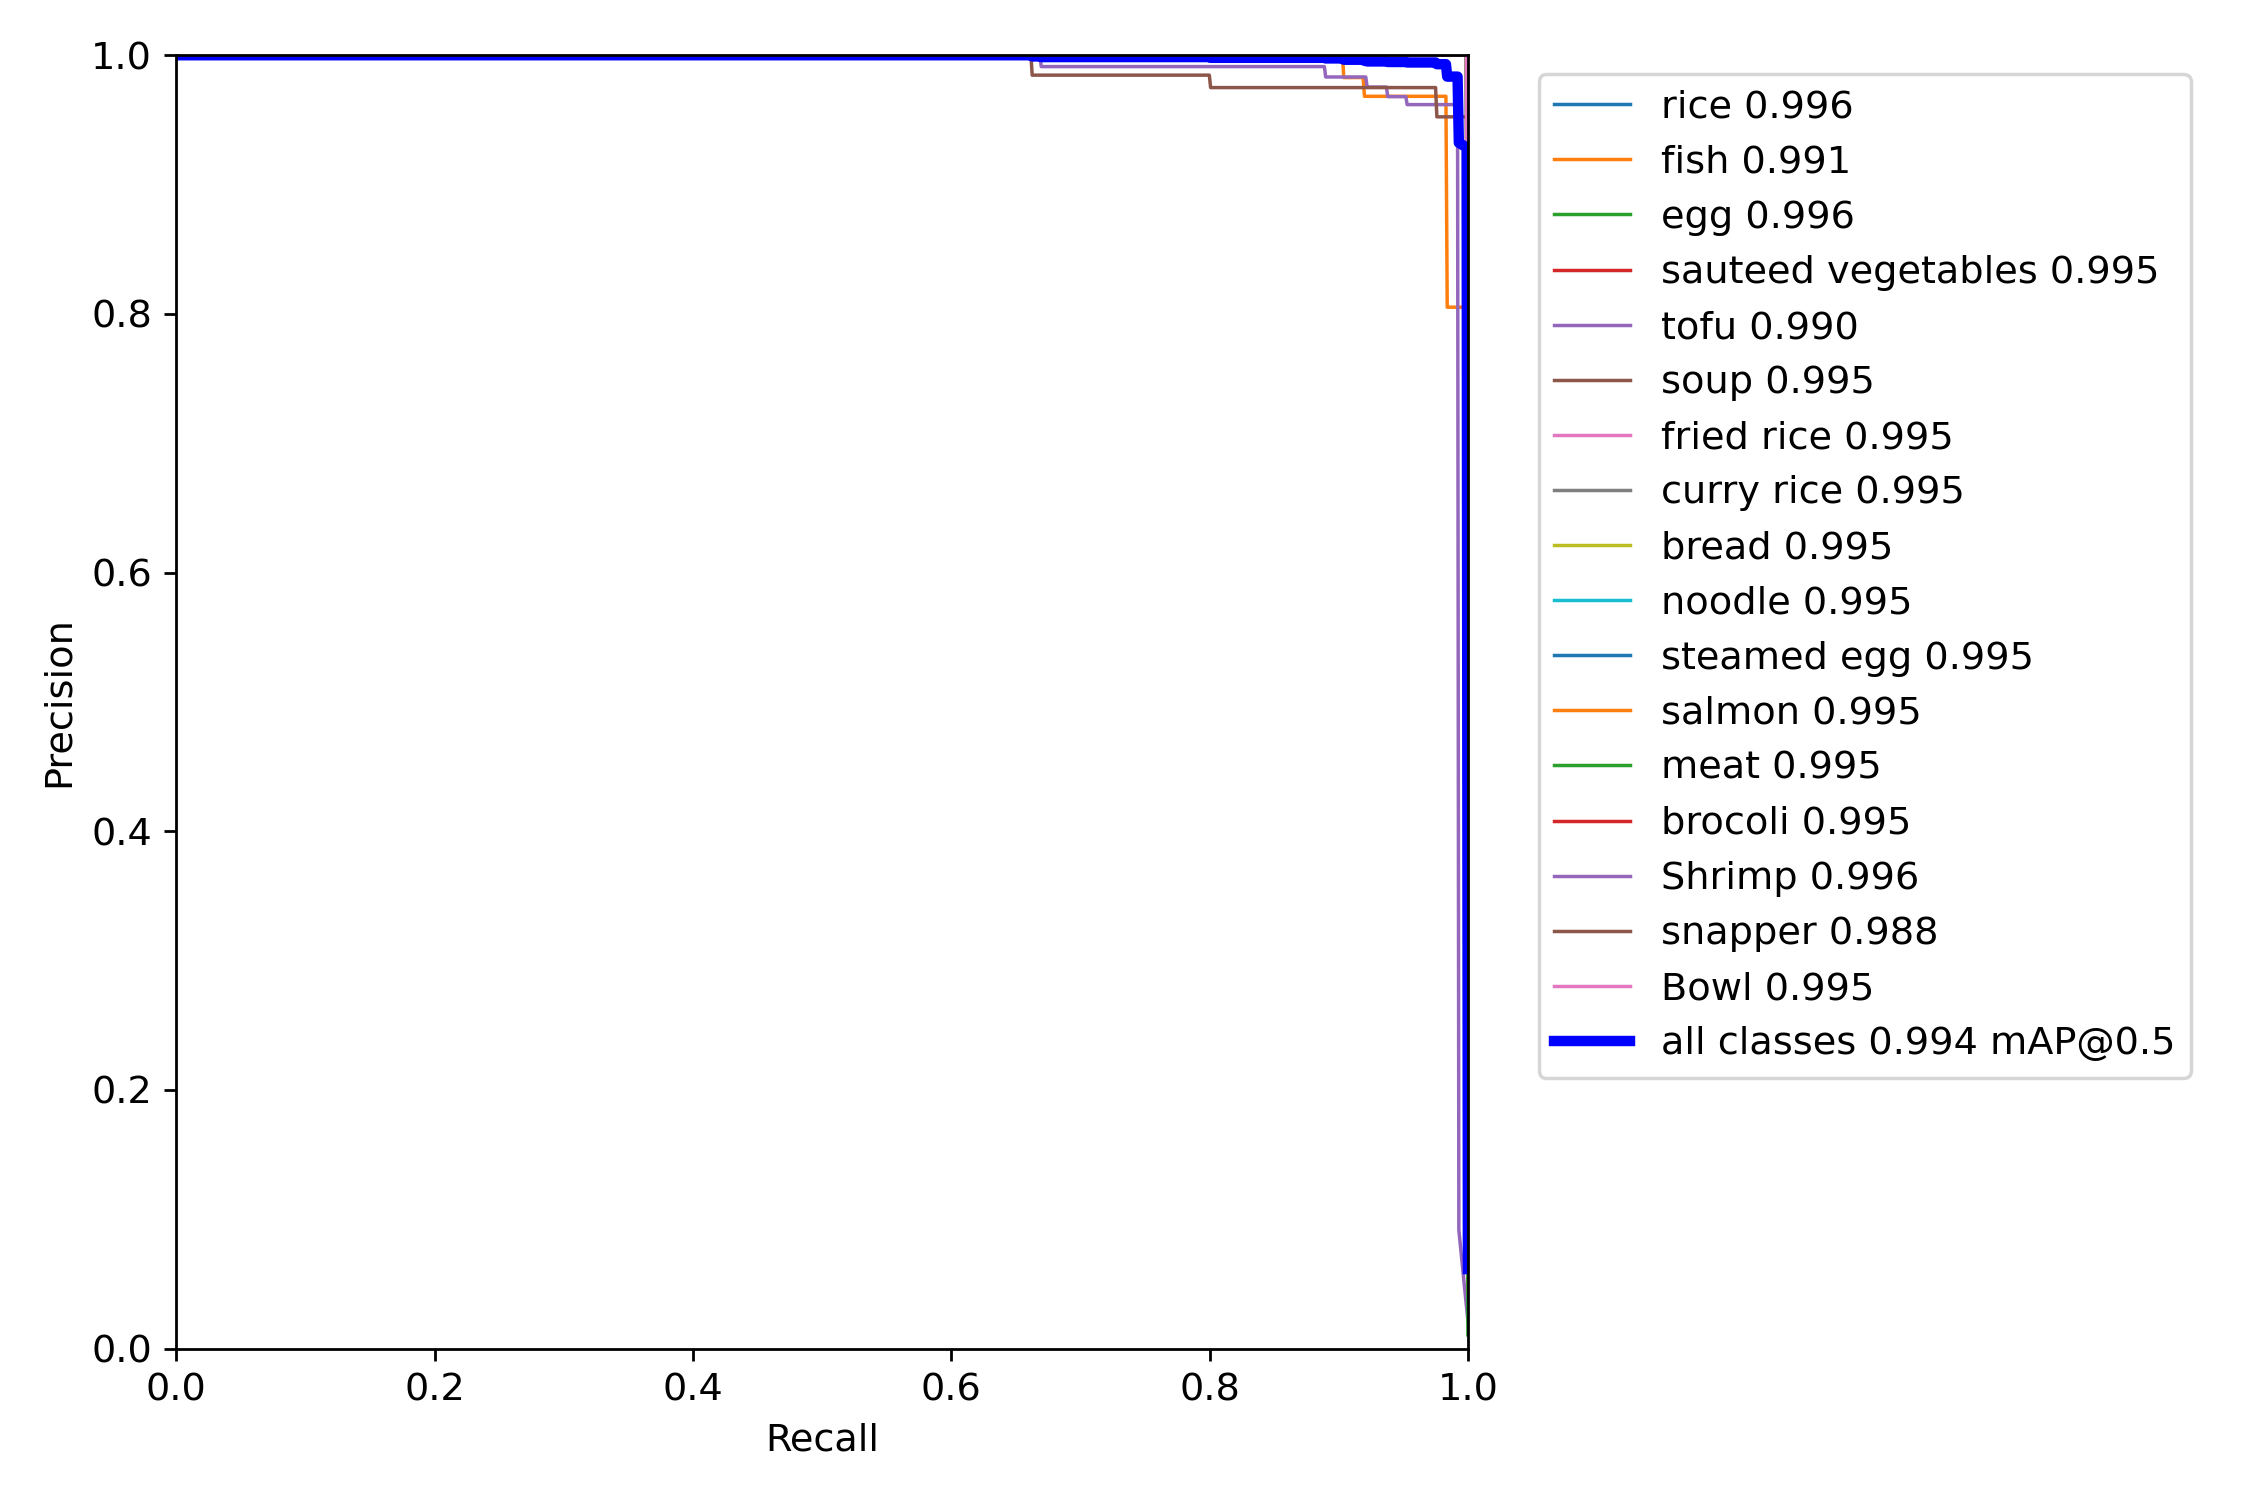 1.0
0.8
0.6
0.4
0.2
0.0
Precision
0.0 0.2 0.4 0.6 0.8 1.0
Recall
rice 0.996
fish 0.991
egg 0.996
sauteed vegetables 0.995
tofu 0.990
soup 0.995
fried rice 0.995
curry rice 0.995
bread 0.995
noodle 0.995
steamed egg 0.995
salmon 0.995
meat 0.995
brocoli 0.995
Shrimp 0.996
snapper 0.988
Bowl 0.995
all classes 0.994 mAP@0.5